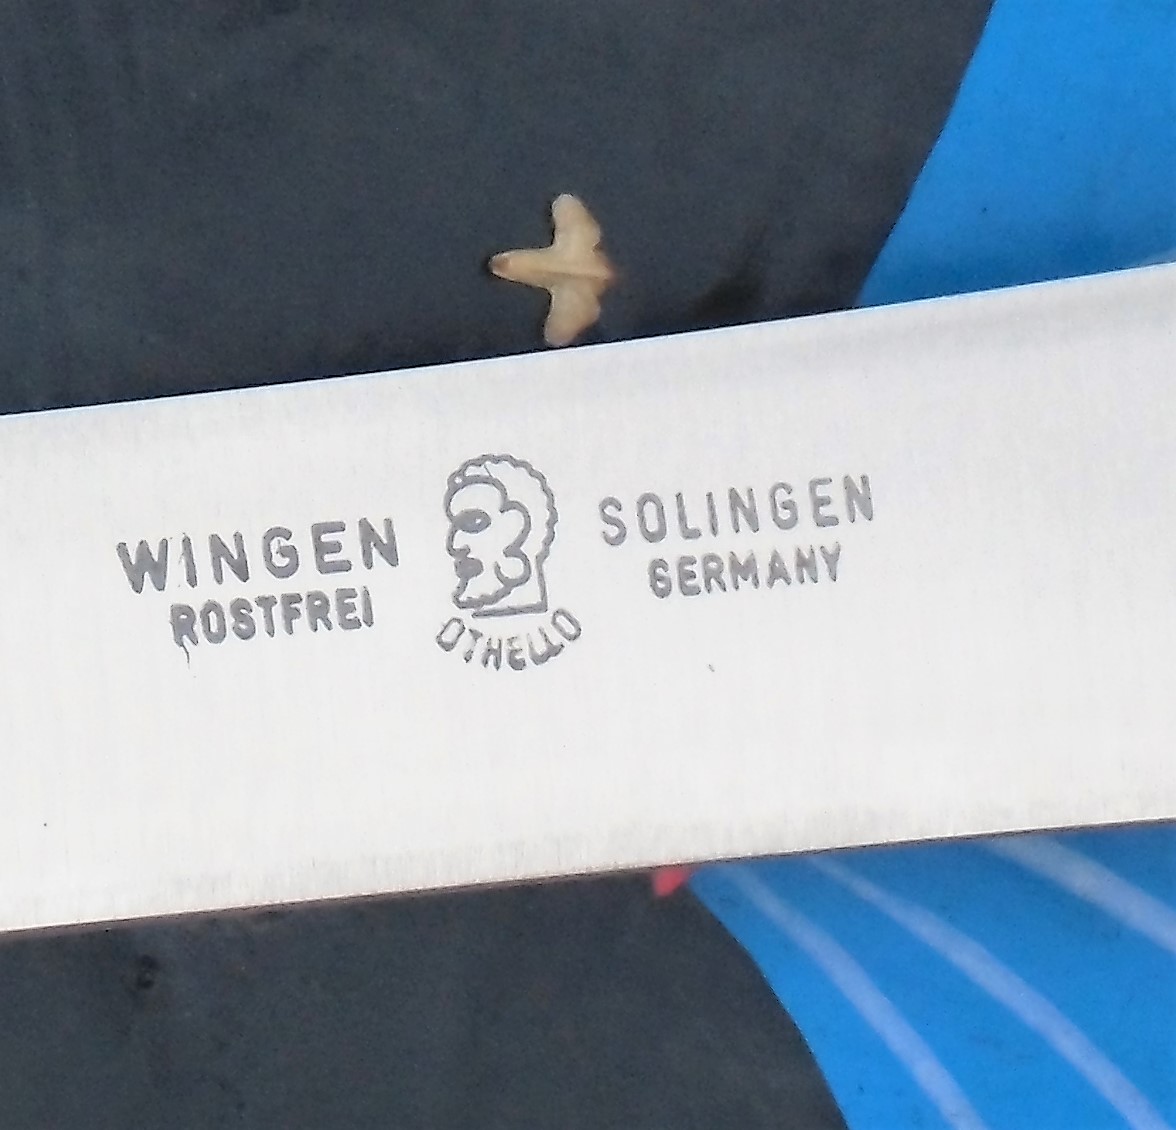 WINGEN
ROSTFREI
OTHELLO
SOLINGEN
GERMANY